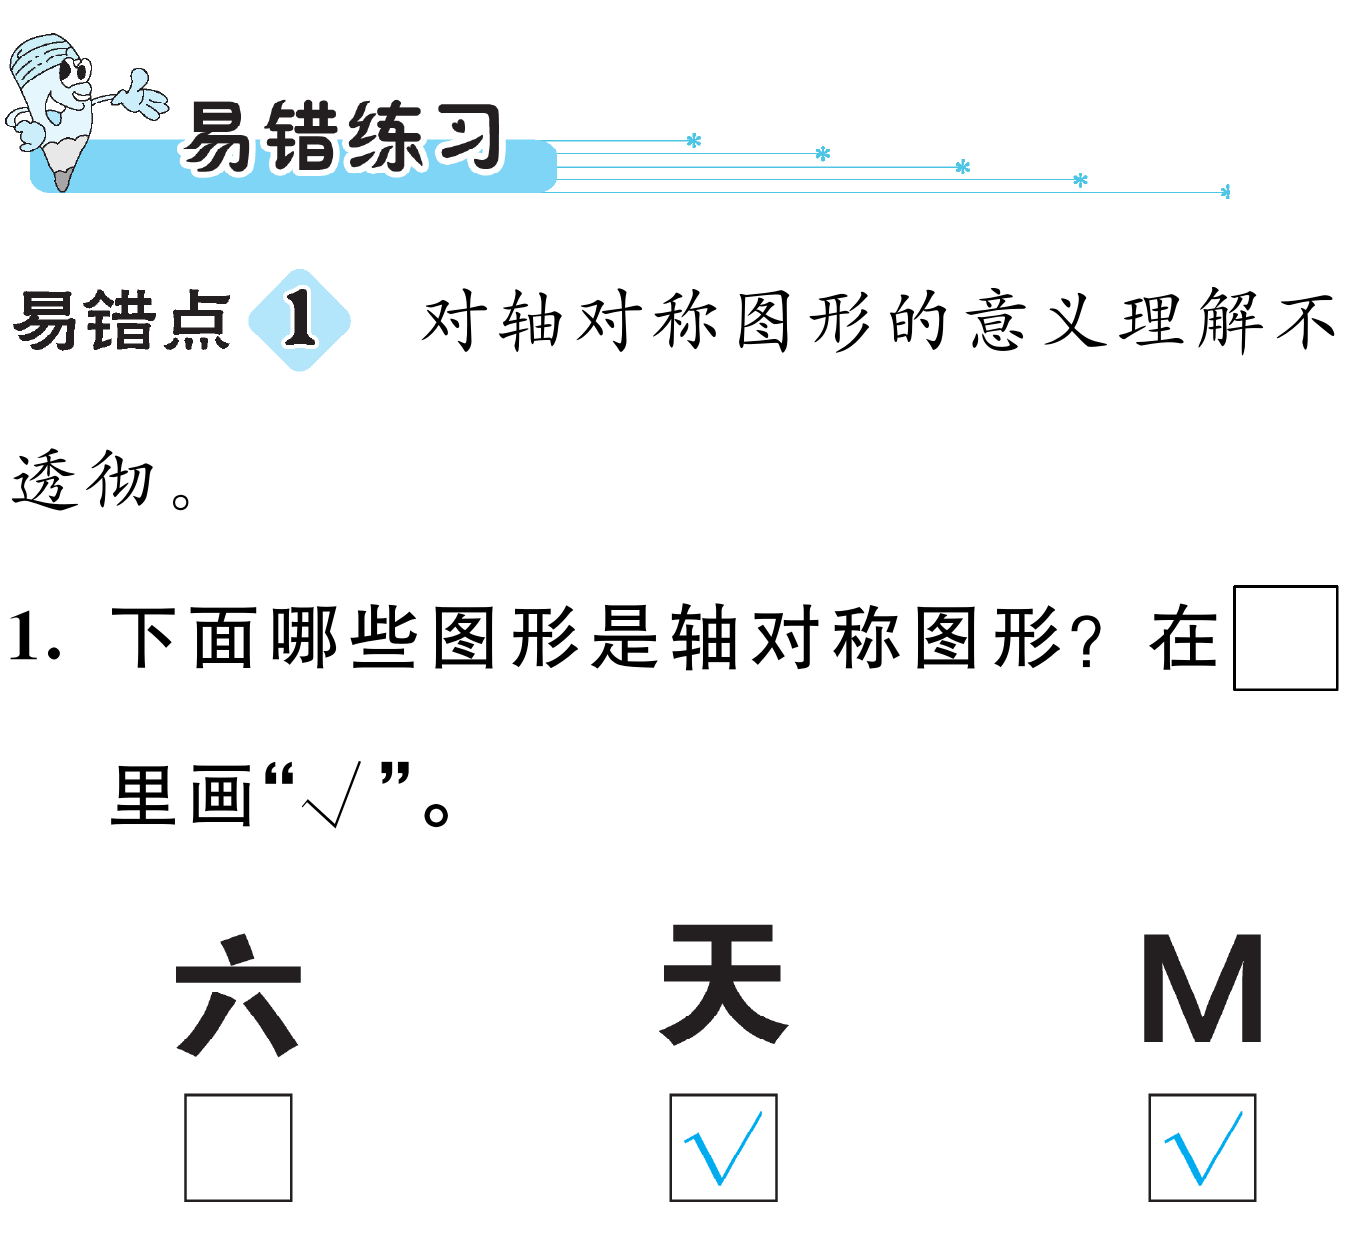 易错练习
易错点 1 对轴对称图形的意义理解不
透彻。
1. 下面哪些图形是轴对称图形？在□
里画“√”。
六 天 M
□ √ √